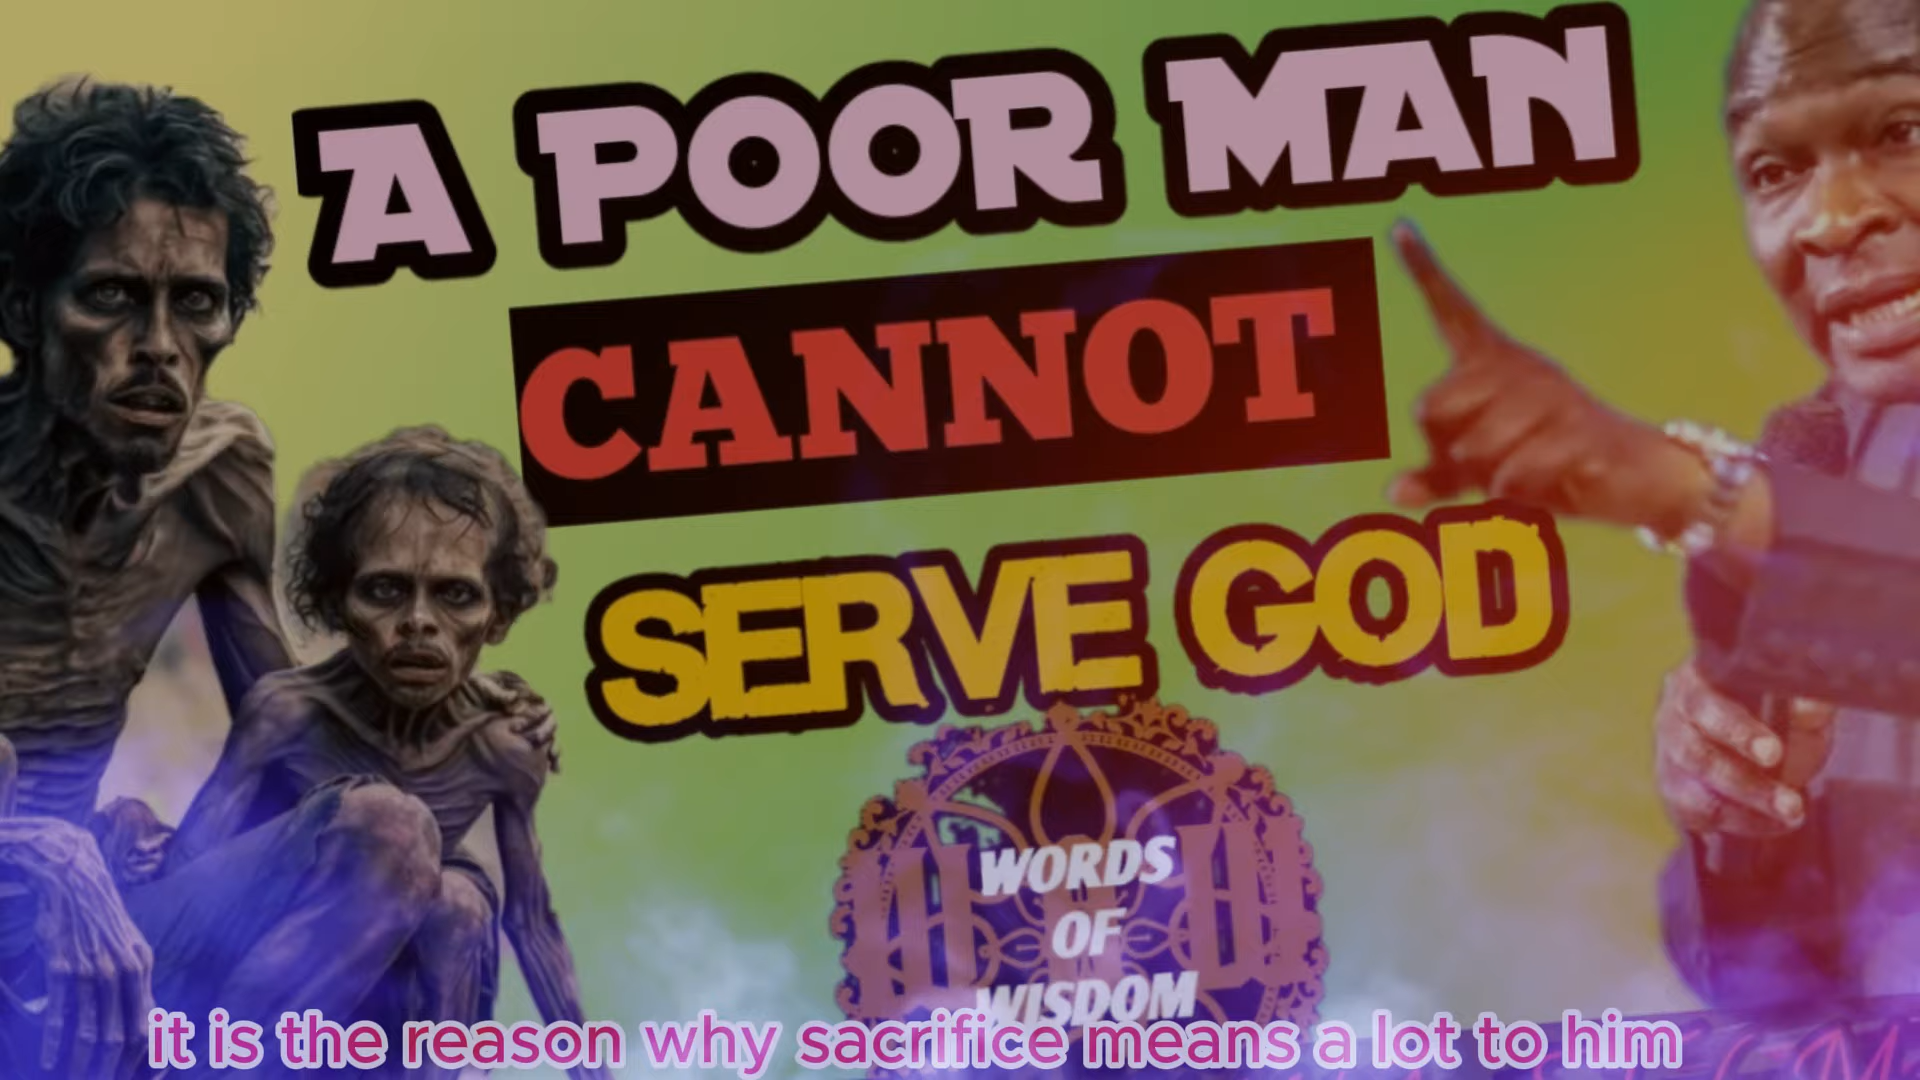 A POOR MAN
CANNOT
SERVE GOD
WORDS
OF
WISDOM
it is the reason why sacrifice means a lot to him